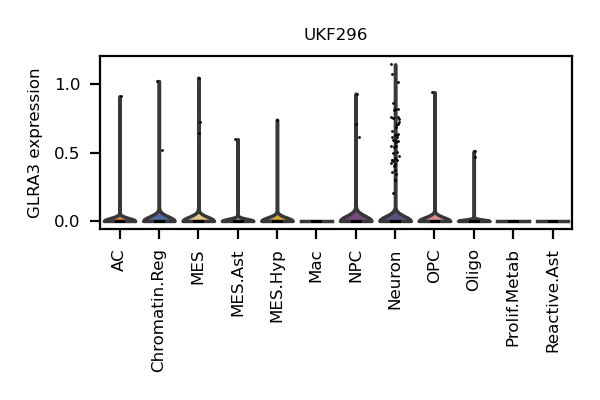 UKF296
GLRA3 expression
1.0
0.5
0.0
AC
Chromatin.Reg
MES
MES.Ast
MES.Hyp
Mac
NPC
Neuron
OPC
Oligo
Prolif.Metab
Reactive.Ast